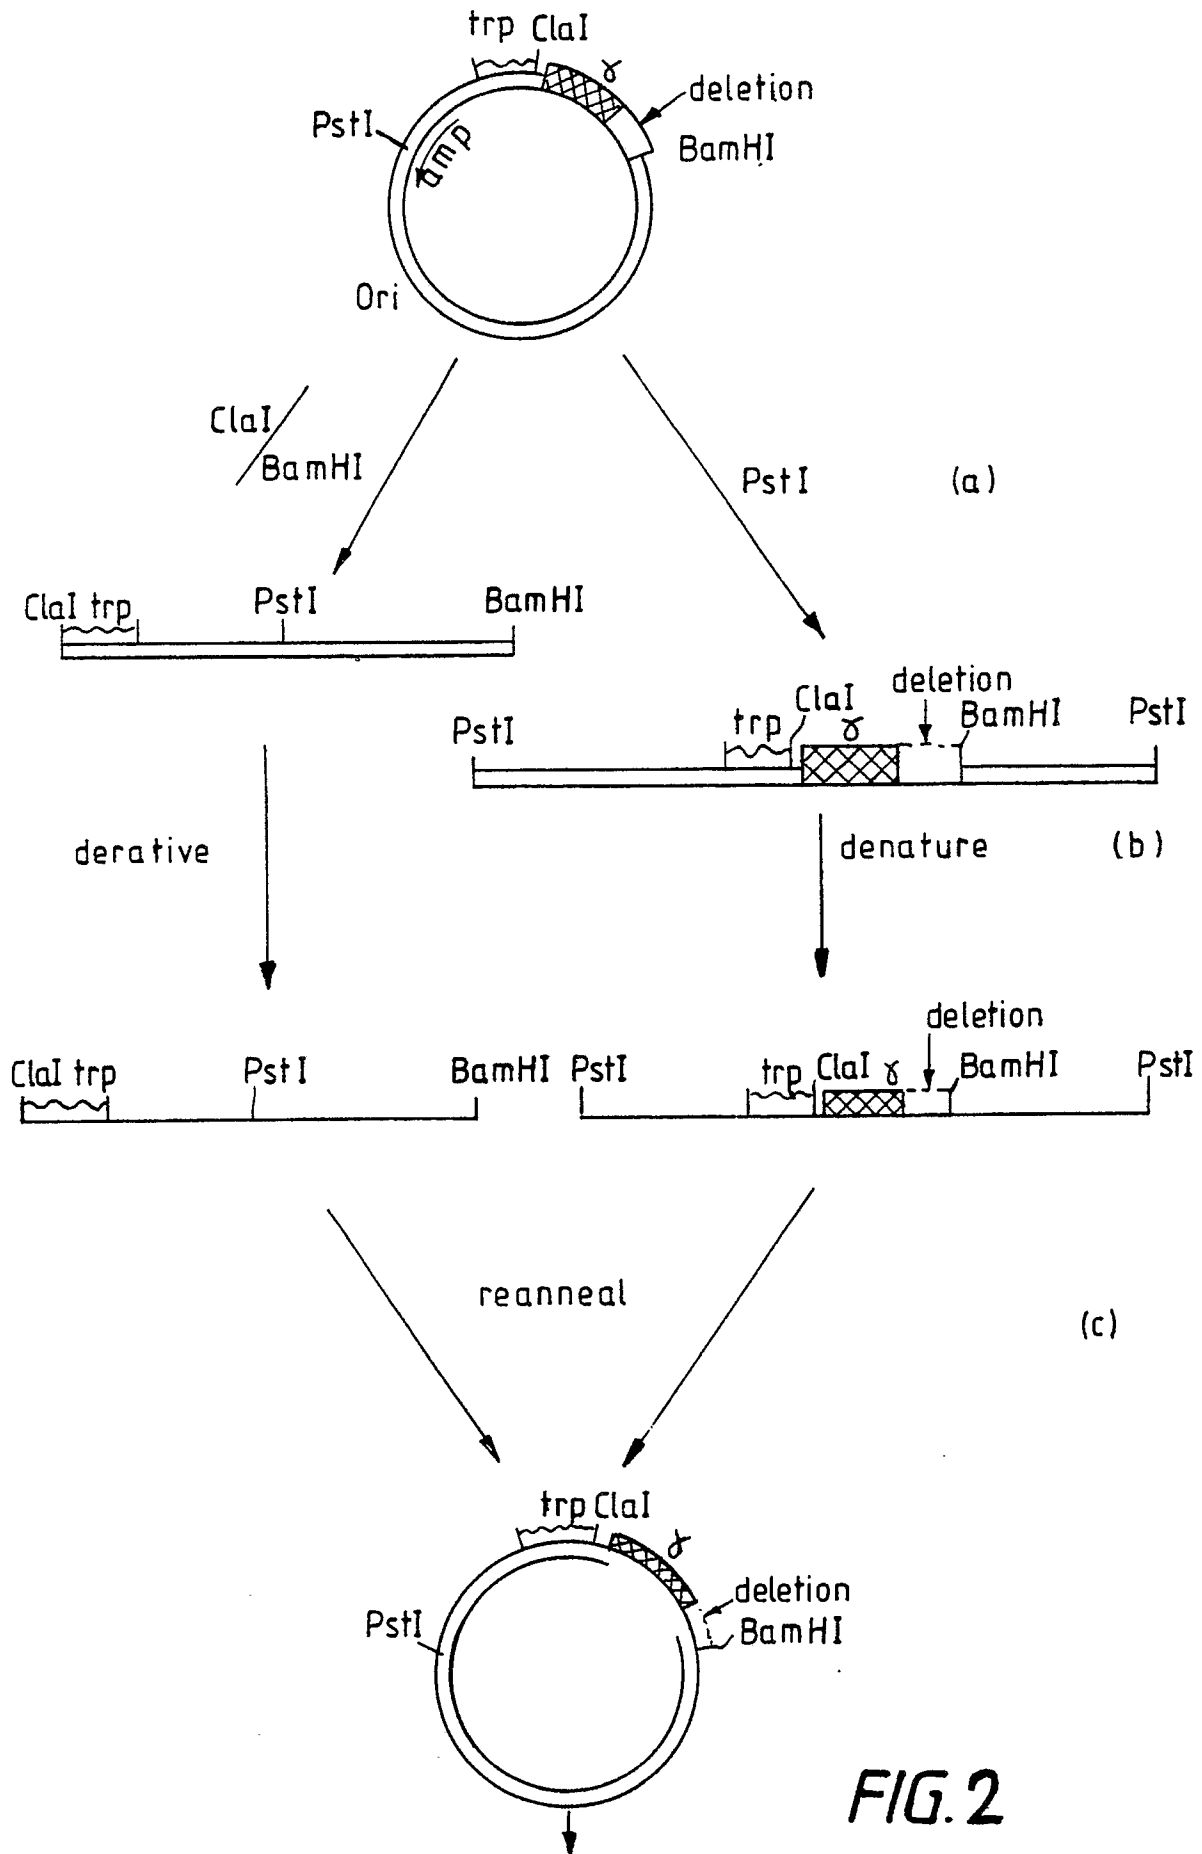 trp ClaI
γ
deletion
PstI
amp
BamHI
Ori
ClaI
BamHI
PstI
(a)
ClaI trp
PstI
BamHI
PstI
trp
ClaI
γ
deletion
BamHI
PstI
derative
denature
(b)
ClaI trp
PstI
BamHI
PstI
trp
ClaI γ
deletion
BamHI
PstI
reanneal
(c)
trp ClaI
γ
deletion
PstI
BamHI
FIG. 2